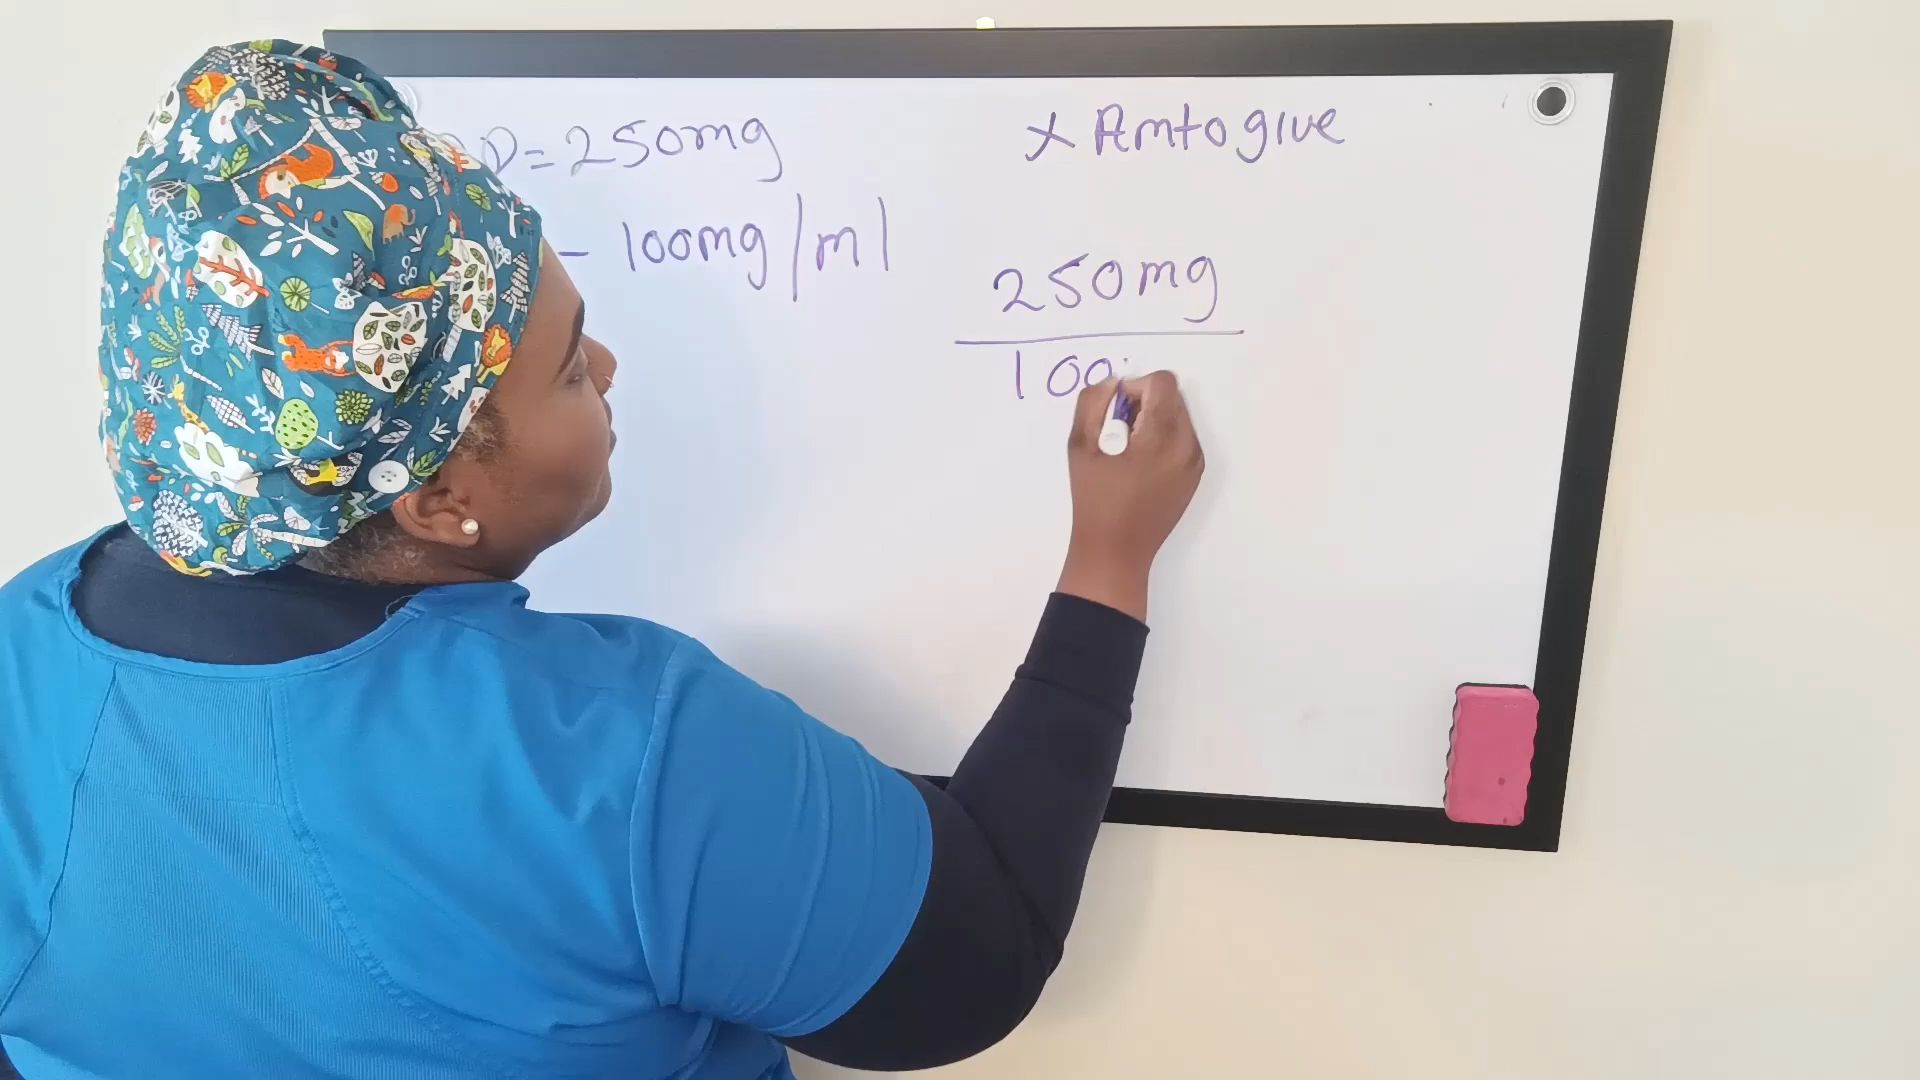 D = 250mg
- 100mg/ml
x Amt to give
250mg
100